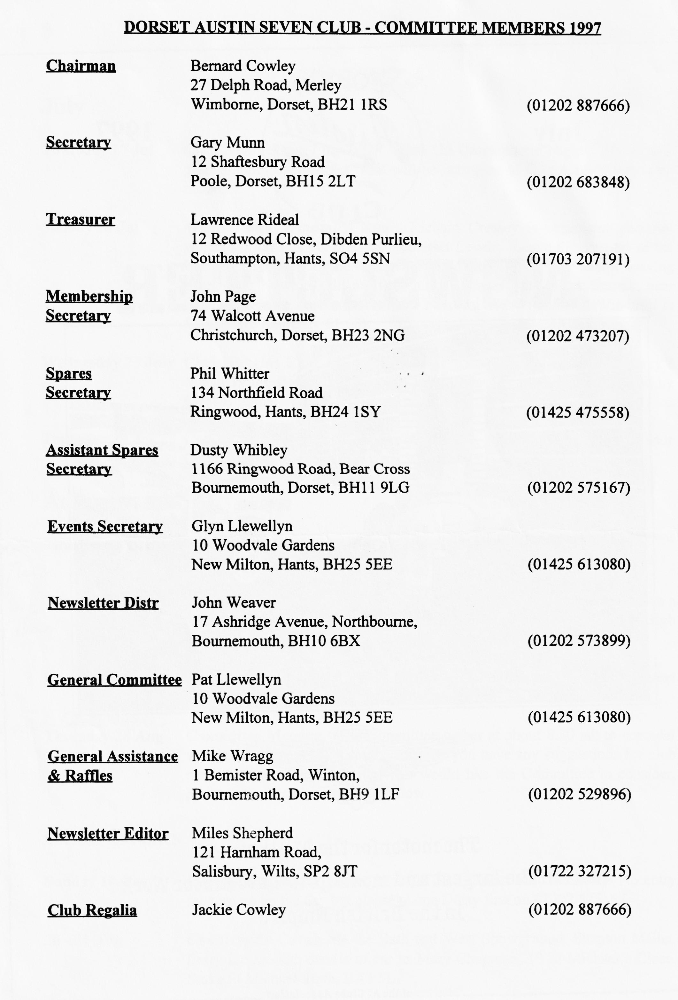 DORSET AUSTIN SEVEN CLUB - COMMITTEE MEMBERS 1997
Chairman Bernard Cowley
27 Delph Road, Merley
Wimborne, Dorset, BH21 1RS (01202 887666)
Secretary Gary Munn
12 Shaftesbury Road
Poole, Dorset, BH15 2LT (01202 683848)
Treasurer Lawrence Rideal
12 Redwood Close, Dibden Purlieu,
Southampton, Hants, SO4 5SN (01703 207191)
Membership John Page
Secretary 74 Walcott Avenue
Christchurch, Dorset, BH23 2NG (01202 473207)
Spares Phil Whitter
Secretary 134 Northfield Road
Ringwood, Hants, BH24 1SY (01425 475558)
Assistant Spares Dusty Whibley
Secretary 1166 Ringwood Road, Bear Cross
Bournemouth, Dorset, BH11 9LG (01202 575167)
Events Secretary Glyn Llewellyn
10 Woodvale Gardens
New Milton, Hants, BH25 5EE (01425 613080)
Newsletter Distr John Weaver
17 Ashridge Avenue, Northbourne,
Bournemouth, BH10 6BX (01202 573899)
General Committee Pat Llewellyn
10 Woodvale Gardens
New Milton, Hants, BH25 5EE (01425 613080)
General Assistance Mike Wragg
& Raffles 1 Bemister Road, Winton,
Bournemouth, Dorset, BH9 1LF (01202 529896)
Newsletter Editor Miles Shepherd
121 Harnham Road,
Salisbury, Wilts, SP2 8JT (01722 327215)
Club Regalia Jackie Cowley (01202 887666)